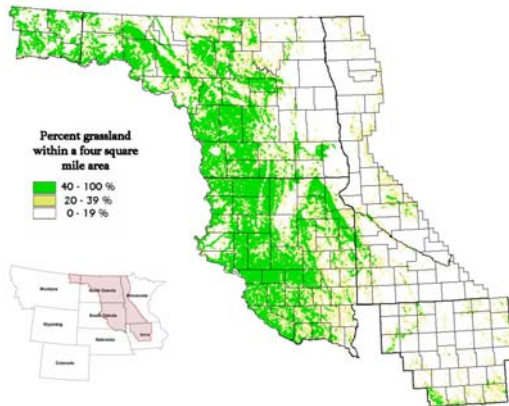 Percent grassland
within a four square
mile area
40 - 100 %
20 - 39 %
0 - 19 %
Montana
North Dakota
Minnesota
South Dakota
Wyoming
Iowa
Nebraska
Colorado